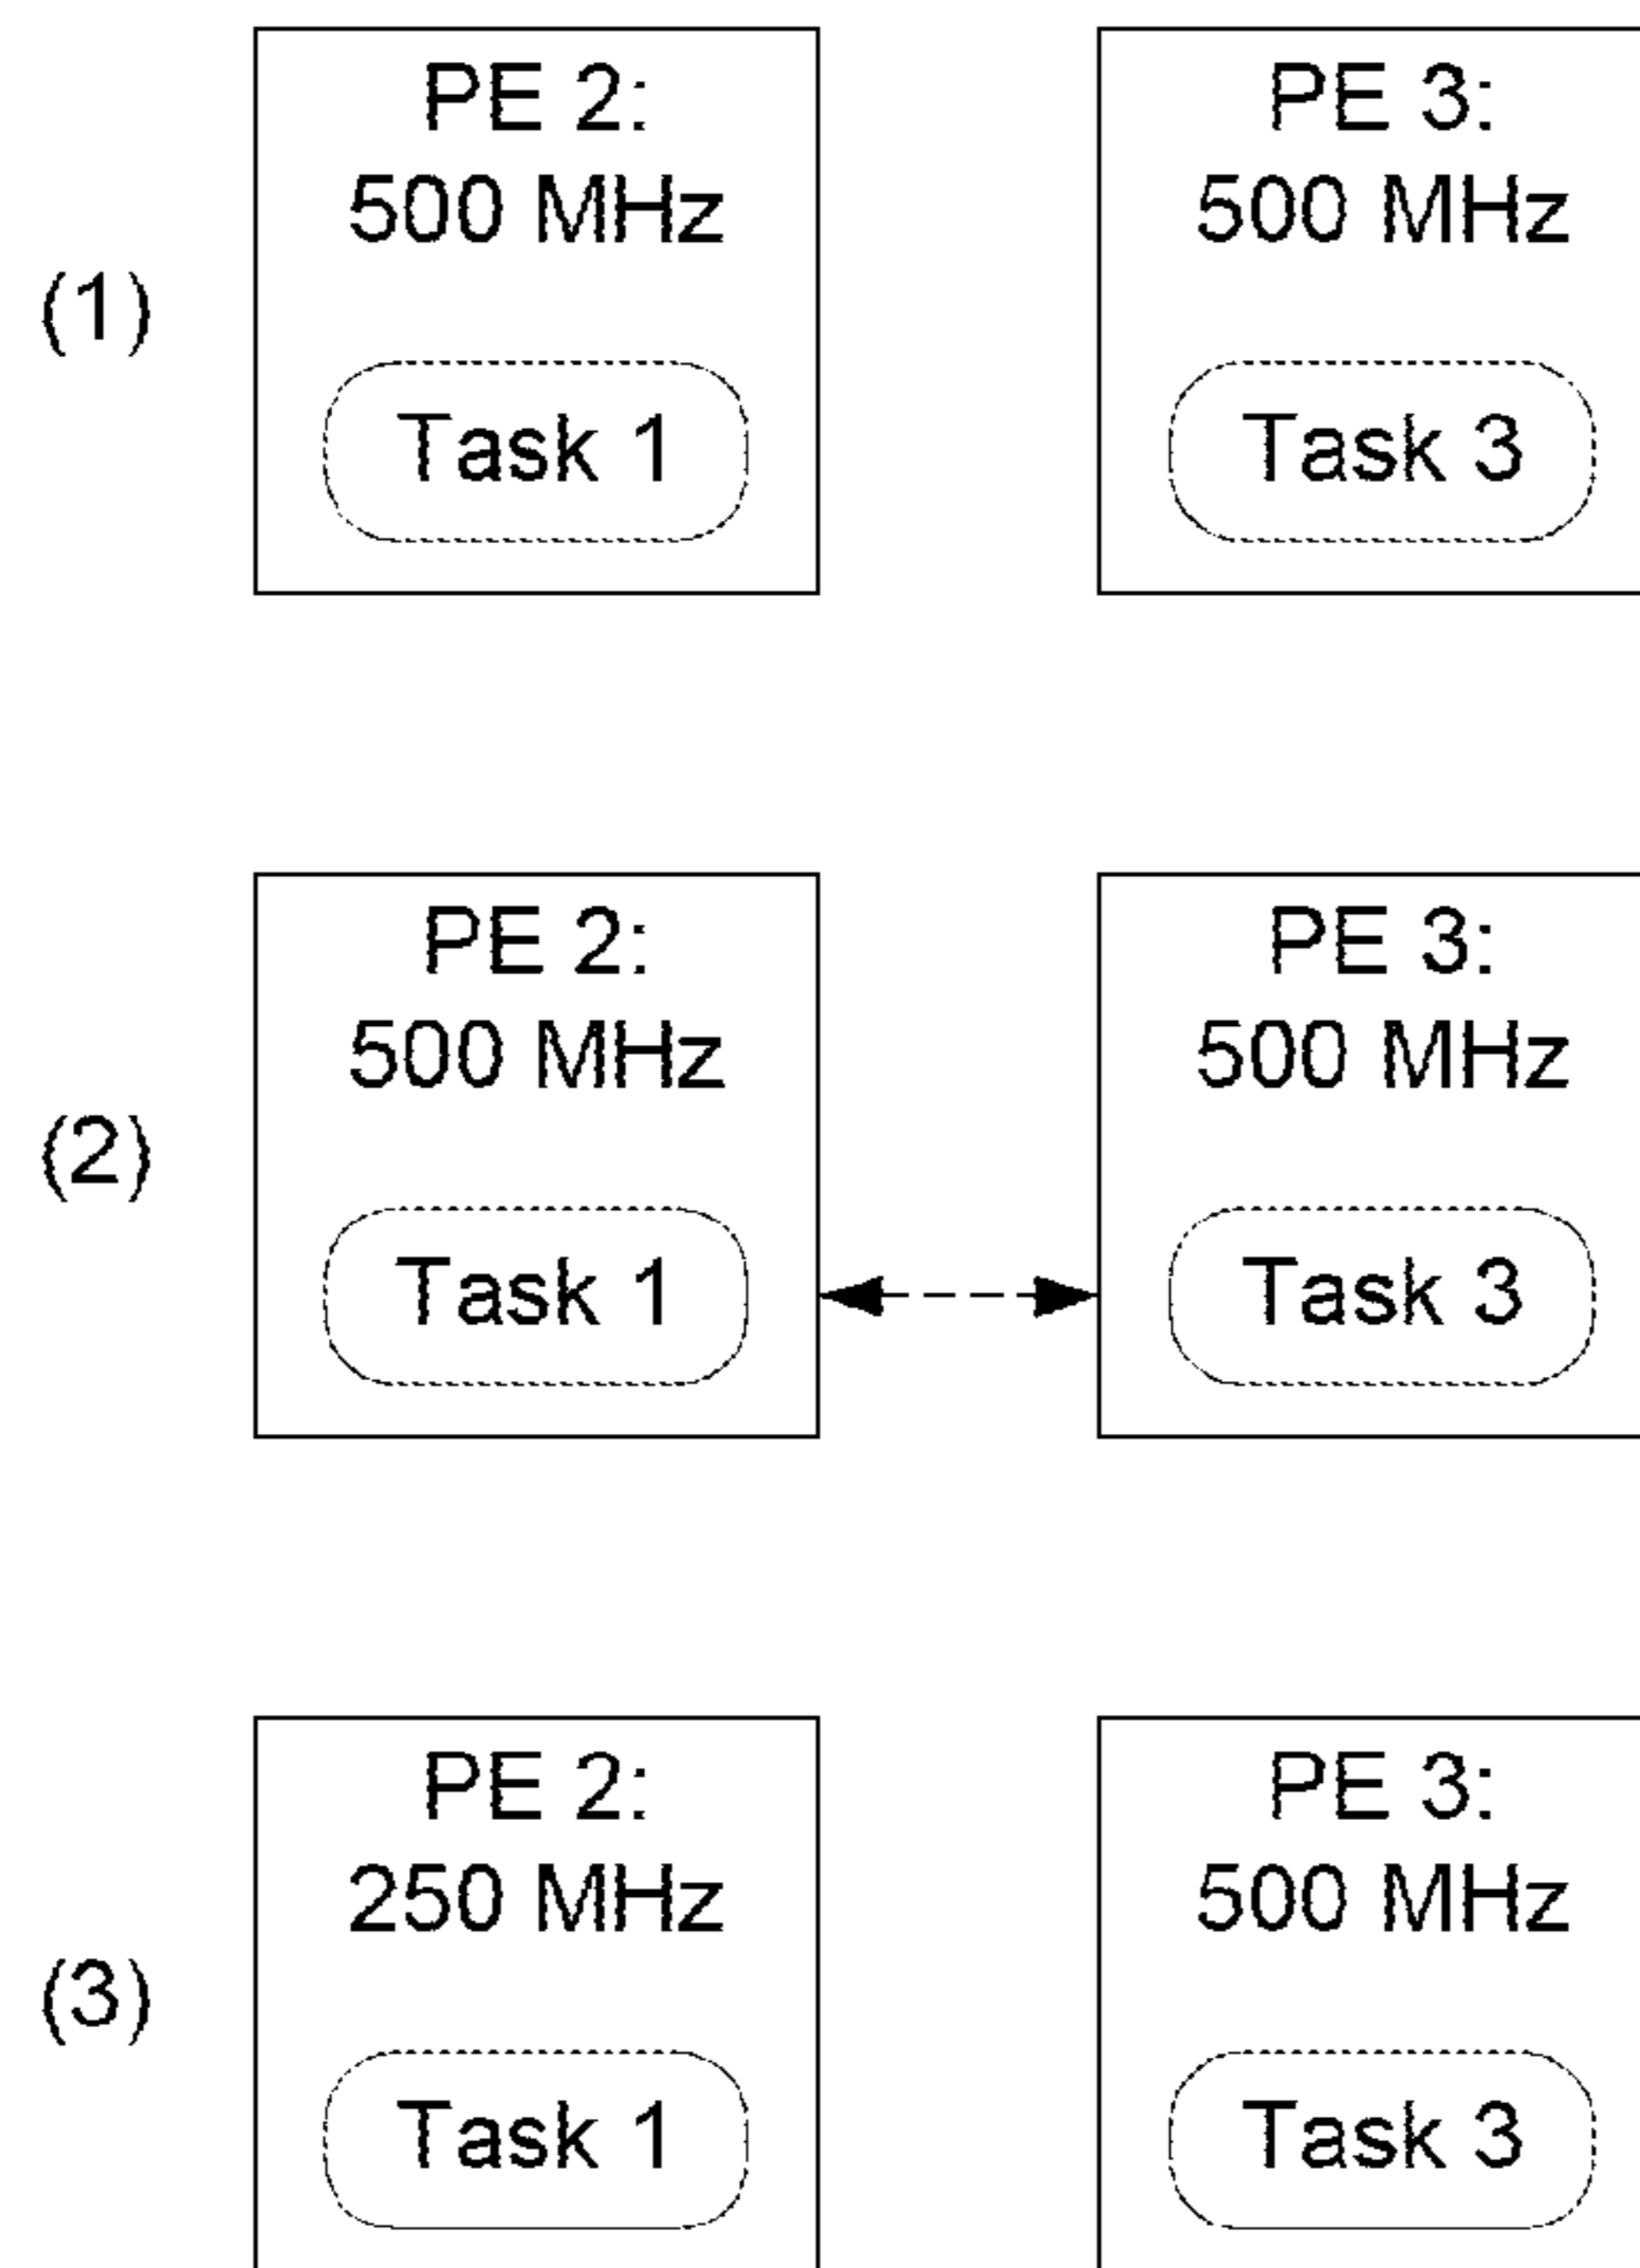 (1)
PE 2:
500 MHz
Task 1
PE 3:
500 MHz
Task 3
(2)
PE 2:
500 MHz
Task 1
PE 3:
500 MHz
Task 3
(3)
PE 2:
250 MHz
Task 1
PE 3:
500 MHz
Task 3